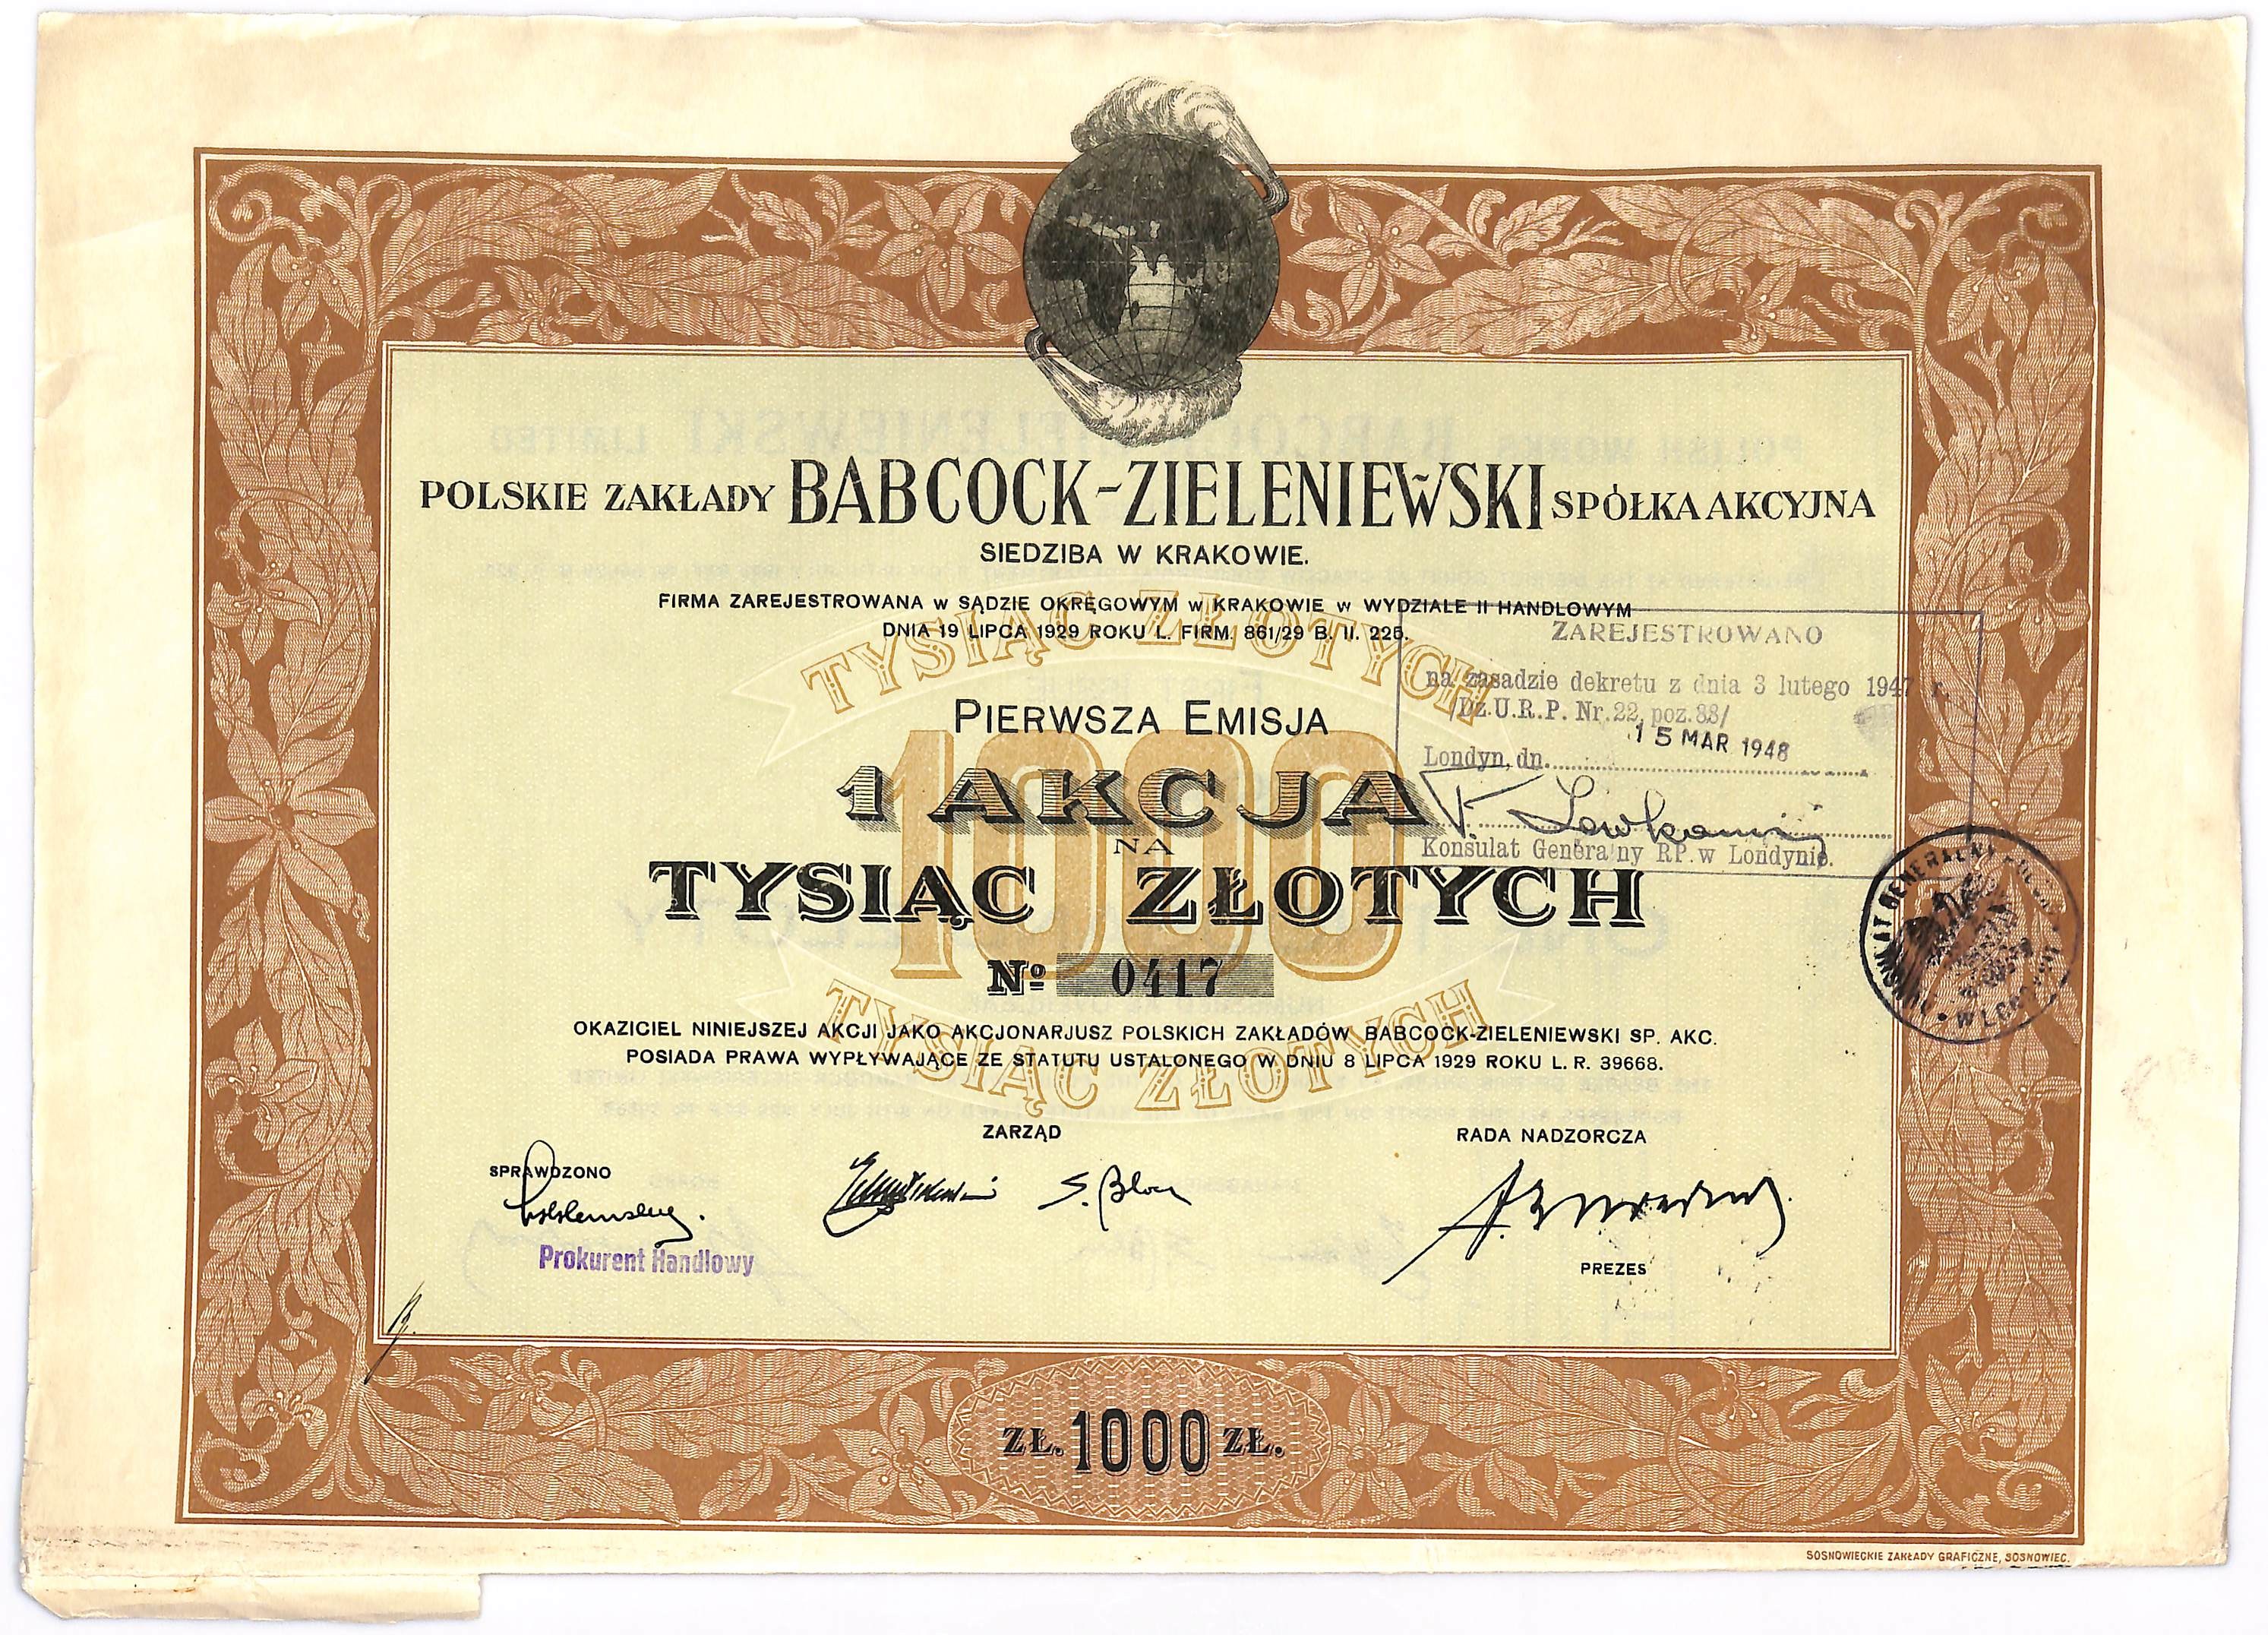 POLSKIE ZAKŁADY BABCOCK-ZIELENIEWSKI SPÓŁKA AKCYJNA
SIEDZIBA W KRAKOWIE.
FIRMA ZAREJESTROWANA W SĄDZIE OKRĘGOWYM W KRAKOWIE W WYDZIALE II HANDLOWYM
DNIA 19 LIPCA 1929 ROKU L. FIRM. 861/29 B. II. 225.
TYSIĄC ZŁOTYCH
ZAREJESTROWANO
na zasadzie dekretu z dnia 3 lutego 1947 r.
/Dz.U.R.P. Nr.22, poz.88/
15 MAR 1948
Londyn, dn.
Konsulat Generalny RP. w Londynie.
PIERWSZA EMISJA
1000
1 AKCJA
NA
TYSIĄC ZŁOTYCH
No 0417
TYSIĄC ZŁOTYCH
OKAZICIEL NINIEJSZEJ AKCJI JAKO AKCJONARJUSZ POLSKICH ZAKŁADÓW BABCOCK-ZIELENIEWSKI SP. AKC.
POSIADA PRAWA WYPŁYWAJĄCE ZE STATUTU USTALONEGO W DNIU 8 LIPCA 1929 ROKU L. R. 39668.
ZARZĄD
RADA NADZORCZA
SPRAWDZONO
S. Bloch
Prokurent Handlowy
PREZES
ZŁ. 1000 ZŁ.
SOSNOWIECKIE ZAKŁADY GRAFICZNE, SOSNOWIEC.